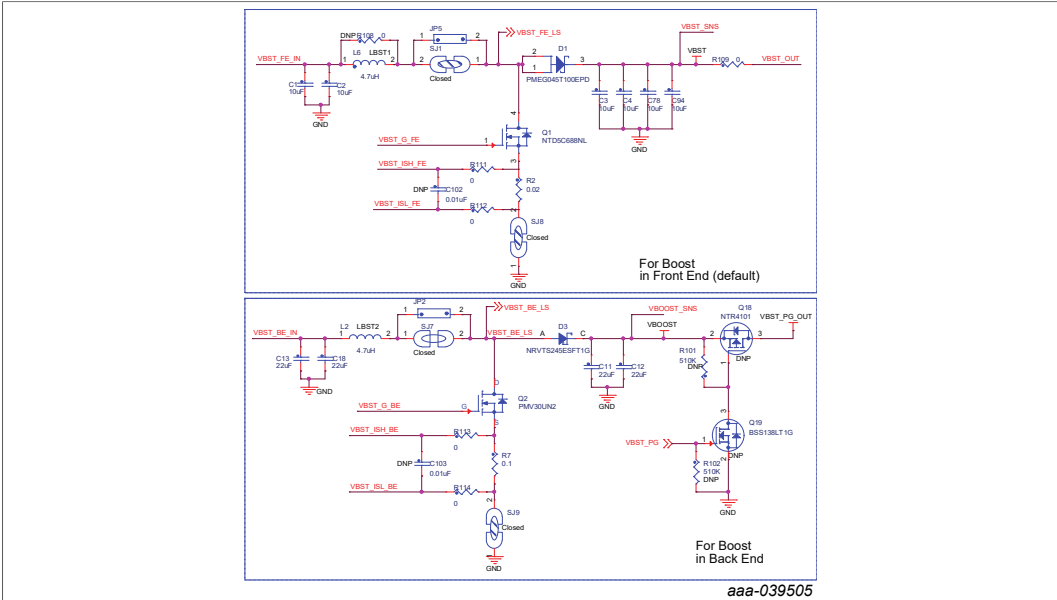 JP5
VBST_SNS
DNP R108 0
1 2
VBST_FE_LS
SJ1
D1
VBST
L6 LBST1
2
VBST_FE_IN
1 2
2 1
1
3
R109 0
VBST_OUT
4.7uH
Closed
PMEG045T100EPD
C1
10uF
C2
10uF
C3
10uF
C4
10uF
C78
10uF
C94
10uF
GND
4
GND
Q1
NTD5C688NL
VBST_G_FE
1
3
VBST_ISH_FE
R111
0
R2
0.02
DNP C102
0.01uF
VBST_ISL_FE
R112
0
2
SJ8
Closed
1
GND
For Boost
in Front End (default)
JP2
1 2
VBST_BE_LS
VBOOST_SNS
Q18
NTR4101
VBST_PG_OUT
VBST_BE_IN
L2 LBST2
SJ7
VBST_BE_LS
A D3 C
VBOOST
1 2
1 2
2 3
4.7uH
Closed
NRVTS245ESFT1G
C13
22uF
C18
22uF
C11
22uF
C12
22uF
R101
510K
DNP
1
DNP
GND
GND
D
Q2
PMV30UN2
VBST_G_BE
G
S
3
Q19
BSS138LT1G
VBST_ISH_BE
R113
0
VBST_PG
1
2
DNP
DNP C103
0.01uF
R7
0.1
R102
510K
DNP
VBST_ISL_BE
R114
0
2
SJ9
Closed
1
GND
GND
For Boost
in Back End
aaa-039505